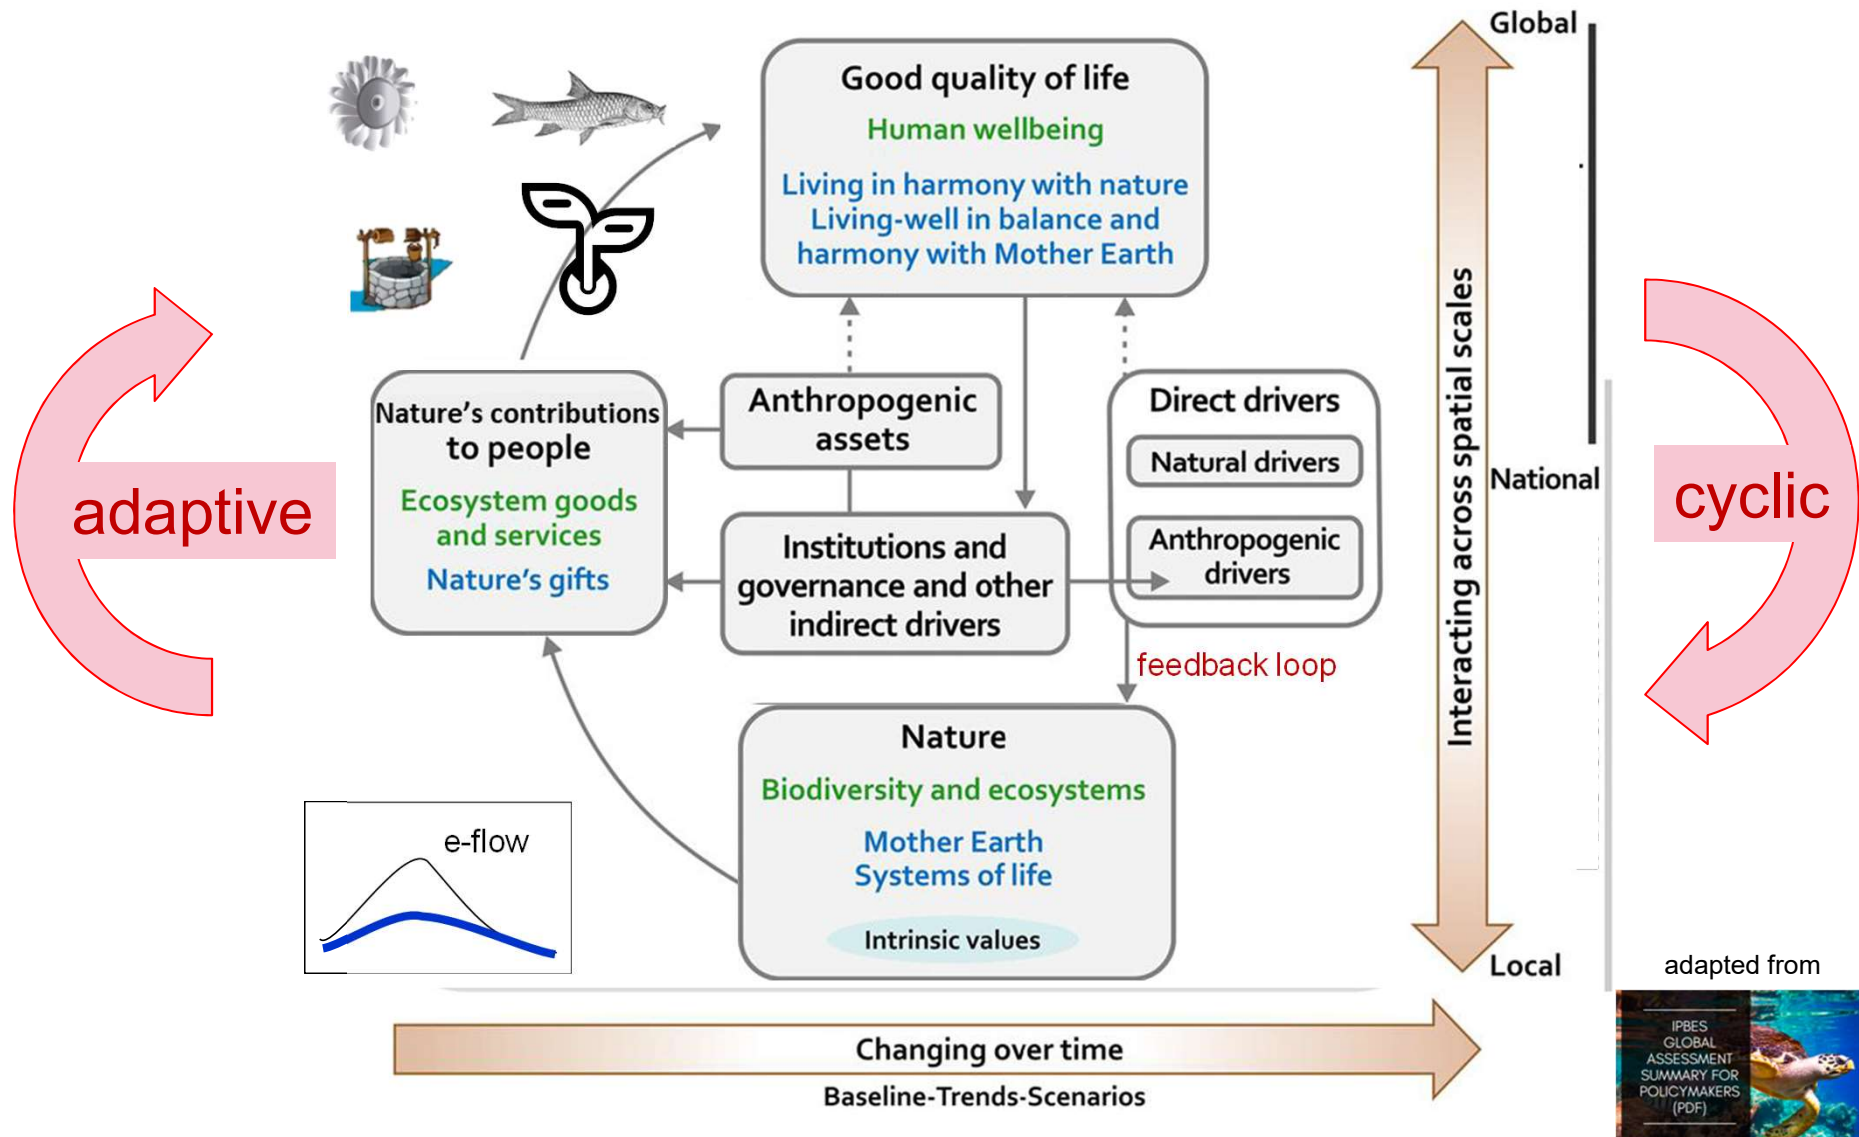 Global
Good quality of life
Human wellbeing
Living in harmony with nature
Living-well in balance and
harmony with Mother Earth
Interacting across spatial scales
adaptive
Nature's contributions
to people
Ecosystem goods
and services
Nature's gifts
Anthropogenic
assets
Direct drivers
Natural drivers
Anthropogenic
drivers
National
cyclic
Institutions and
governance and other
indirect drivers
feedback loop
Nature
Biodiversity and ecosystems
Mother Earth
Systems of life
Intrinsic values
e-flow
Local
adapted from
IPBES
GLOBAL
ASSESSMENT
SUMMARY FOR
POLICYMAKERS
(PDF)
Changing over time
Baseline-Trends-Scenarios